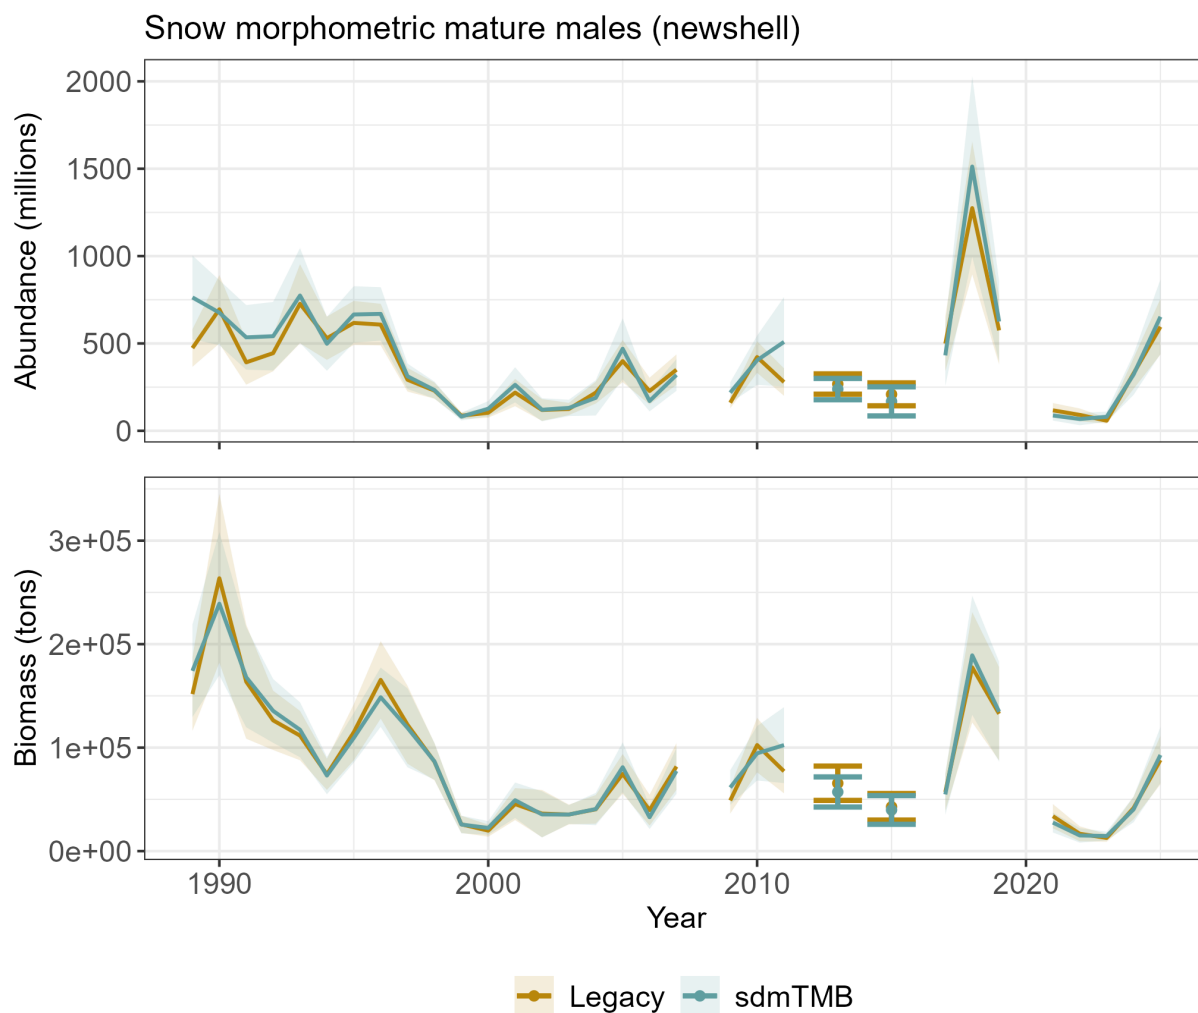 Snow morphometric mature males (newshell)
Abundance (millions)
2000
1500
1000
500
0
Biomass (tons)
3e+05
2e+05
1e+05
0e+00
1990 2000 2010 2020
Year
Legacy sdmTMB